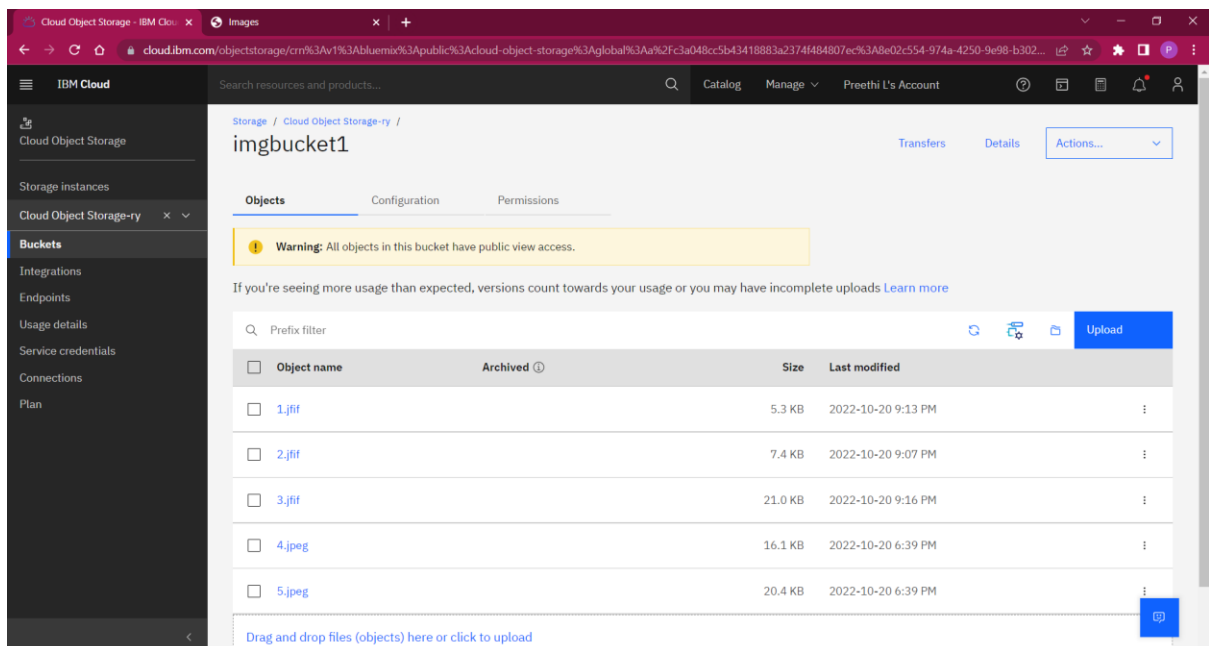 Cloud Object Storage - IBM Clou
Images
cloud.ibm.com/objectstorage/crn%3Av1%3Abluemix%3Apublic%3Acloud-object-storage%3Aglobal%3Aa%2Fc3a048cc5b43418883a2374f484807ec%3A8e02c554-974a-4250-9e98-b302...
P
IBM Cloud
Search resources and products...
Catalog
Manage
Preethi L's Account
Cloud Object Storage
Storage instances
Cloud Object Storage-ry
Buckets
Integrations
Endpoints
Usage details
Service credentials
Connections
Plan
Storage / Cloud Object Storage-ry /
imgbucket1
Transfers
Details
Actions...
Objects
Configuration
Permissions
Warning: All objects in this bucket have public view access.
If you're seeing more usage than expected, versions count towards your usage or you may have incomplete uploads Learn more
Prefix filter
Upload
Object name Archived Size Last modified
1.jfif 5.3 KB 2022-10-20 9:13 PM
2.jfif 7.4 KB 2022-10-20 9:07 PM
3.jfif 21.0 KB 2022-10-20 9:16 PM
4.jpeg 16.1 KB 2022-10-20 6:39 PM
5.jpeg 20.4 KB 2022-10-20 6:39 PM
Drag and drop files (objects) here or click to upload